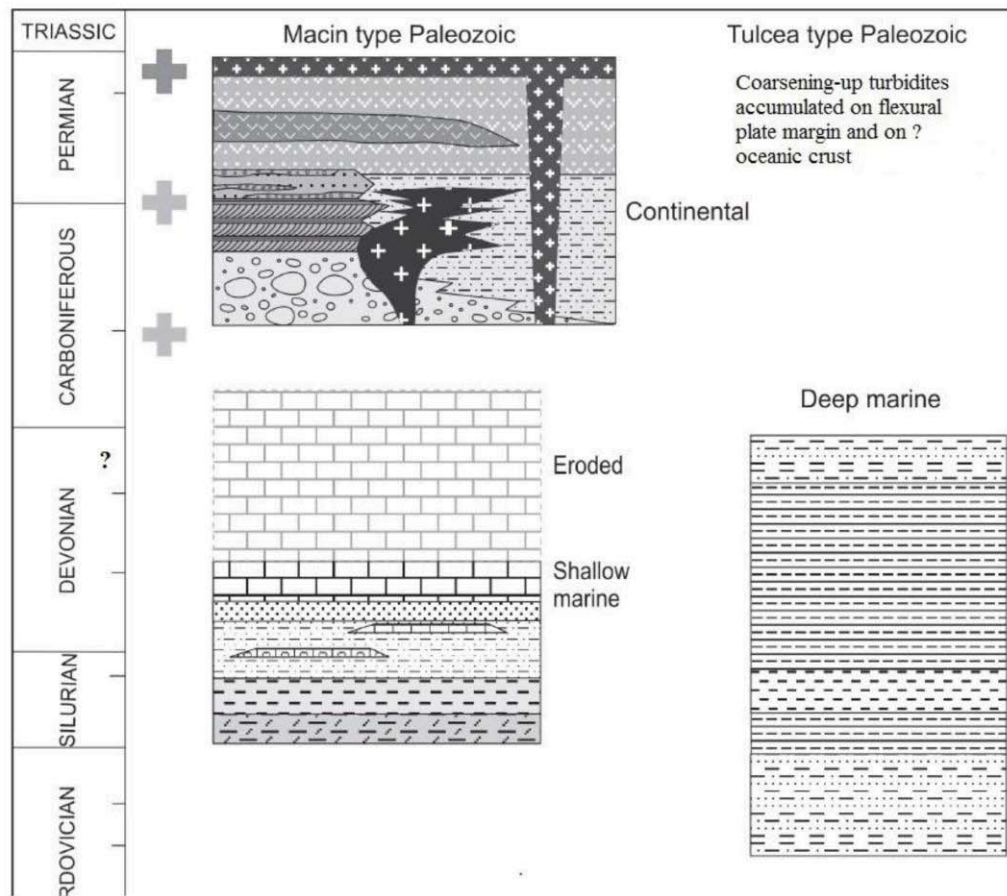 TRIASSIC
PERMIAN
CARBONIFEROUS
?
DEVONIAN
SILURIAN
RDOVICIAN
Macin type Paleozoic
Continental
Eroded
Shallow
marine
Tulcea type Paleozoic
Coarsening-up turbidites
accumulated on flexural
plate margin and on ?
oceanic crust
Deep marine